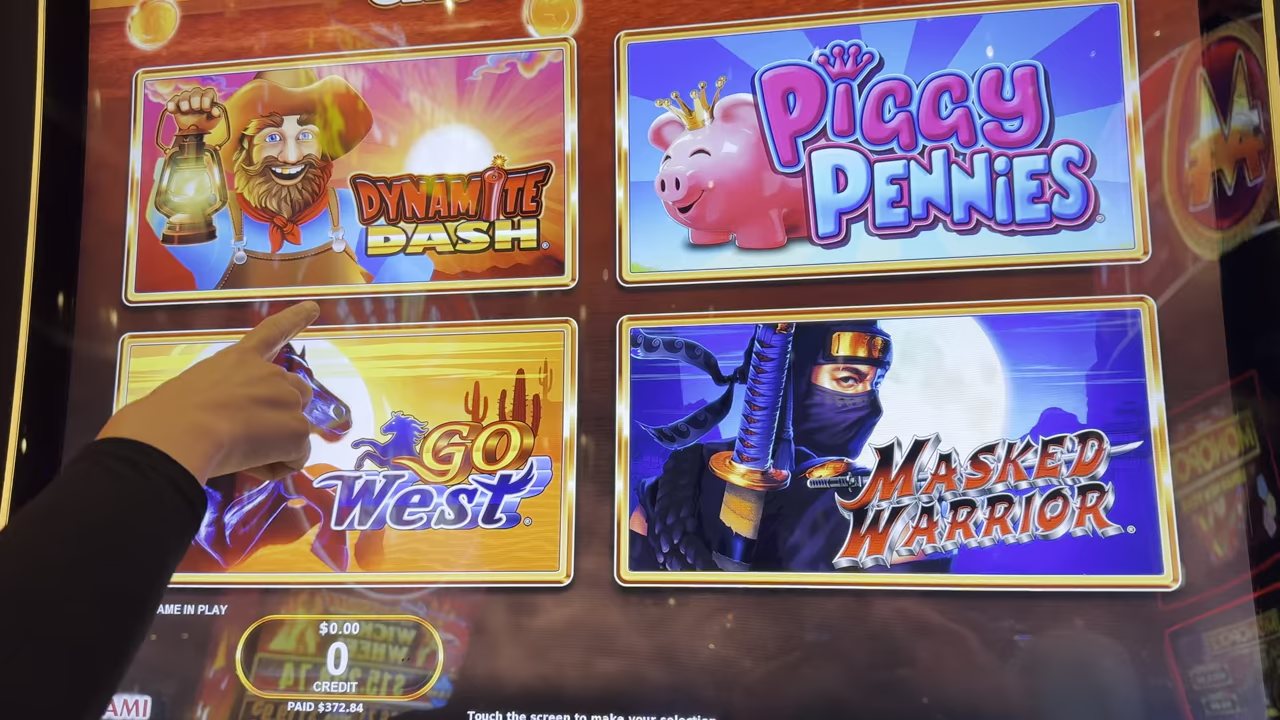 DYNAMITE
DASH
PiGGY
PENNiES
GO
West
MASKED
WARRIOR
AME IN PLAY
$0.00
0
CREDIT
PAID $372.84
AMI
Touch the screen to make your selection